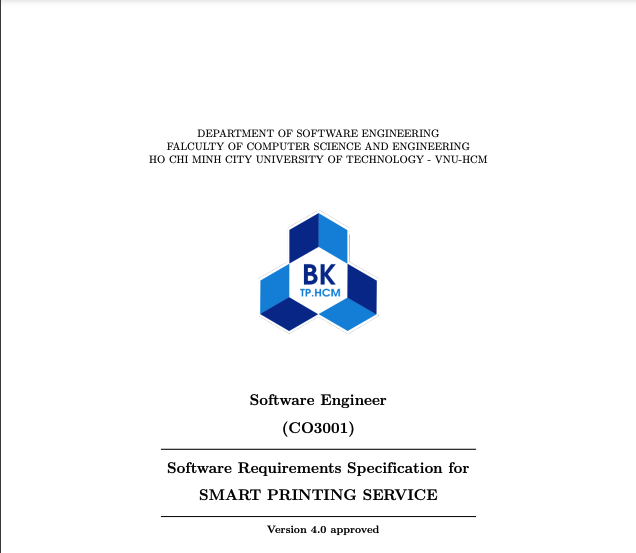 DEPARTMENT OF SOFTWARE ENGINEERING
FALCULTY OF COMPUTER SCIENCE AND ENGINEERING
HO CHI MINH CITY UNIVERSITY OF TECHNOLOGY - VNU-HCM
BK
TP.HCM
Software Engineer
(CO3001)
Software Requirements Specification for
SMART PRINTING SERVICE
Version 4.0 approved